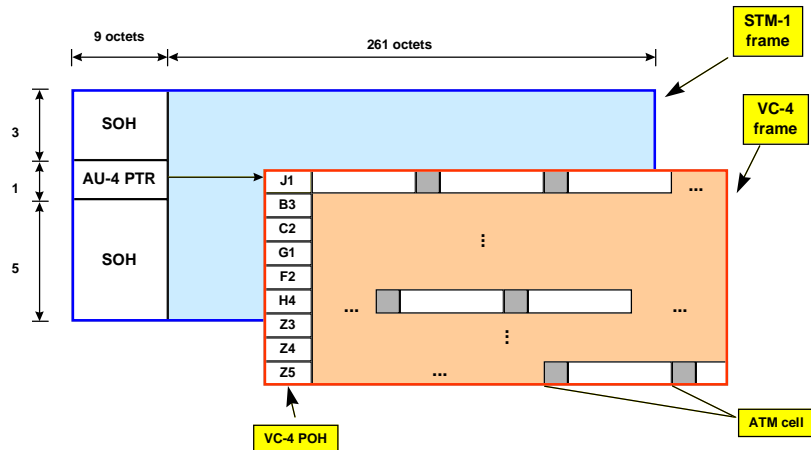 9 octets
261 octets
STM-1
frame
VC-4
frame
3
SOH
1
AU-4 PTR
5
SOH
J1
...
B3
C2
...
G1
F2
H4
...
...
Z3
...
Z4
Z5
...
VC-4 POH
ATM cell